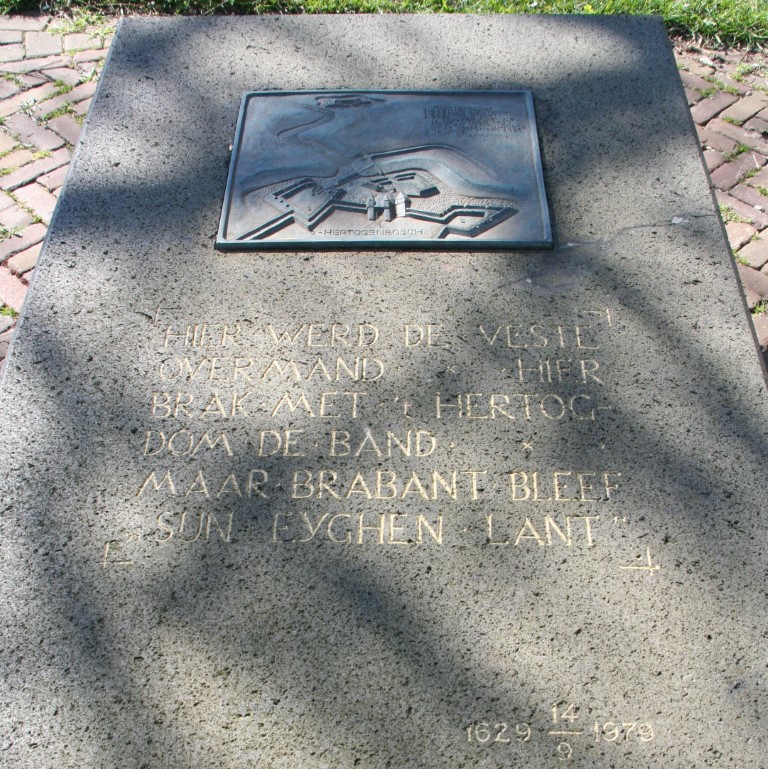 'S-HERTOGENBOSCH
"HIER WERD DE VESTE
OVERMAND × HIER
BRAK MET 't HERTOG-
DOM DE BAND · × ·
MAAR BRABANT BLEEF
SIJN EYGHEN LANT"
1629 14/9 1979